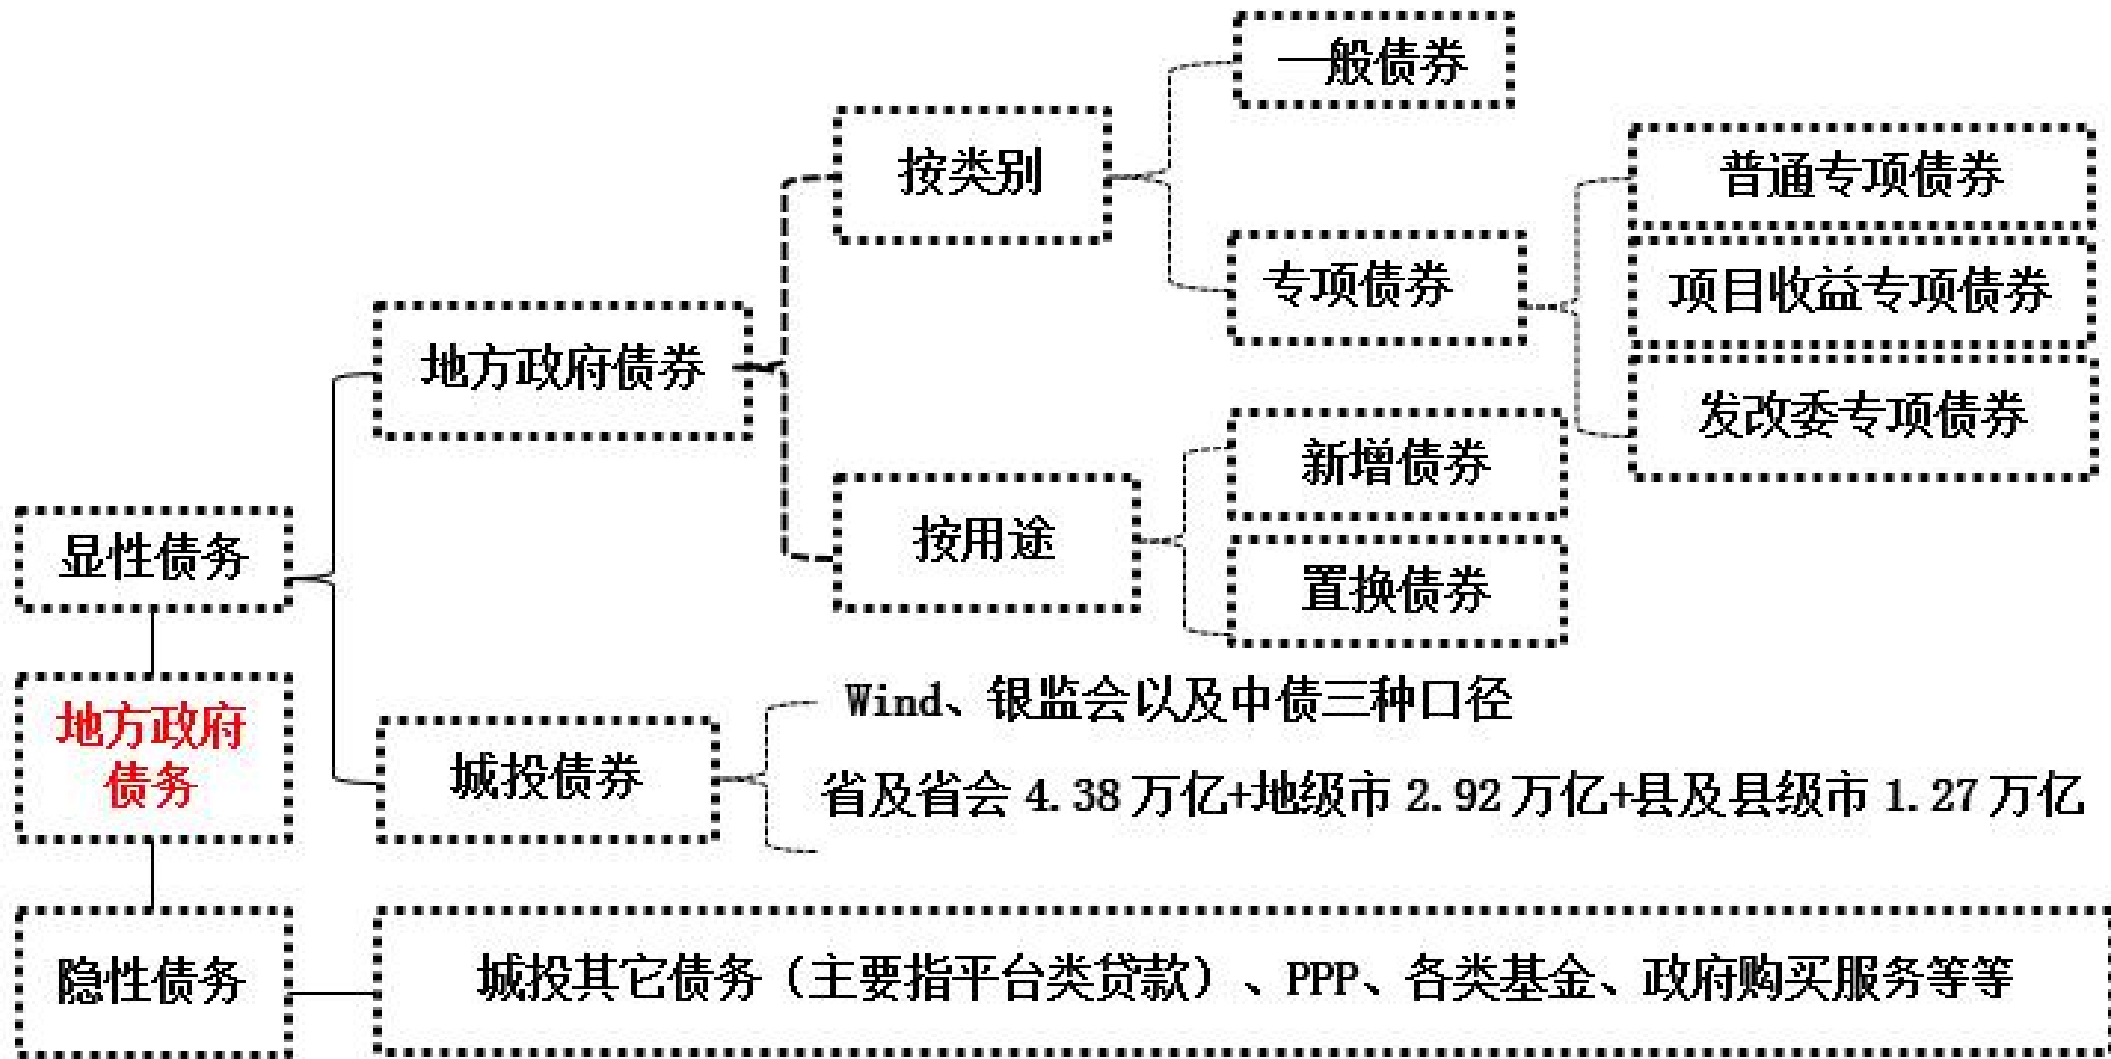 一般债券
按类别
普通专项债券
专项债券
项目收益专项债券
地方政府债券
发改委专项债券
新增债券
按用途
显性债务
置换债券
Wind、银监会以及中债三种口径
地方政府
债务
城投债券
省及省会 4.38 万亿+地级市 2.92 万亿+县及县级市 1.27 万亿
隐性债务
城投其它债务（主要指平台类贷款）、PPP、各类基金、政府购买服务等等